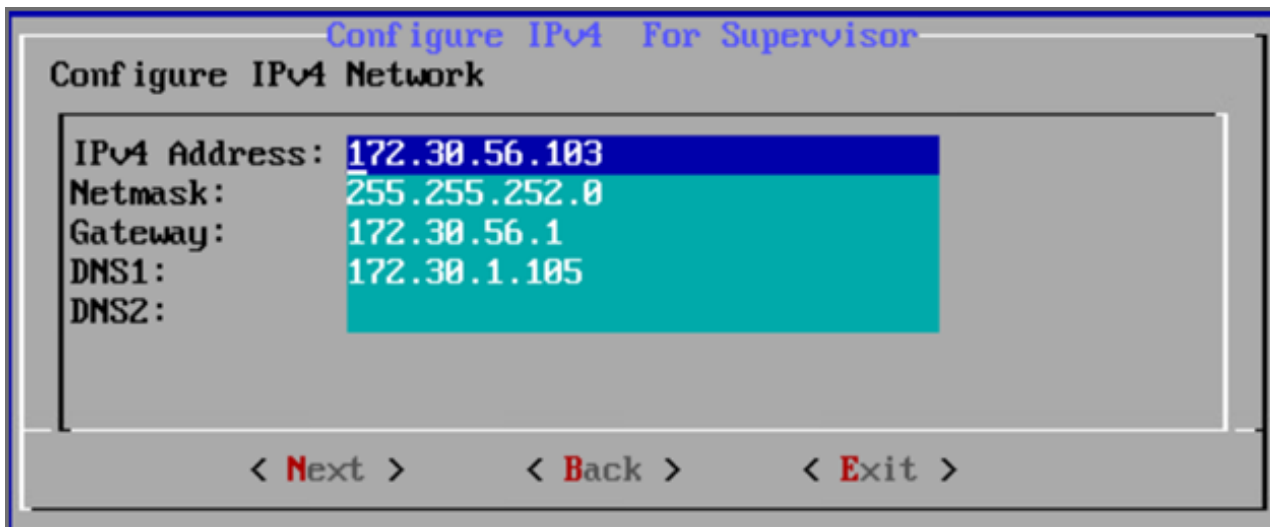 Configure IPv4 For Supervisor
Configure IPv4 Network
IPv4 Address: 172.30.56.103
Netmask: 255.255.252.0
Gateway: 172.30.56.1
DNS1: 172.30.1.105
DNS2:
< Next > < Back > < Exit >